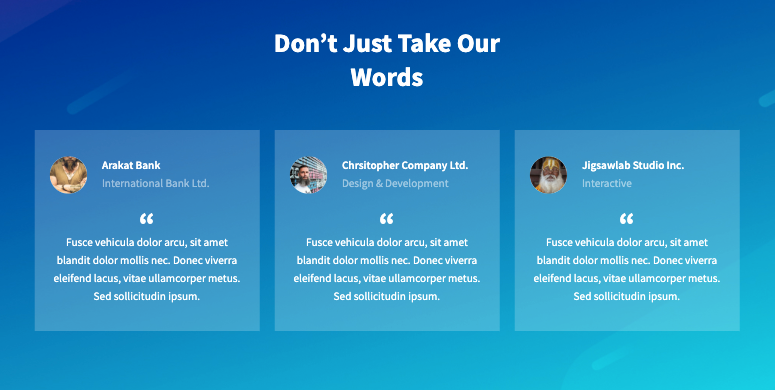 Don’t Just Take Our
Words
Arakat Bank
International Bank Ltd.
“
Fusce vehicula dolor arcu, sit amet
blandit dolor mollis nec. Donec viverra
eleifend lacus, vitae ullamcorper metus.
Sed sollicitudin ipsum.
Chrsitopher Company Ltd.
Design & Development
“
Fusce vehicula dolor arcu, sit amet
blandit dolor mollis nec. Donec viverra
eleifend lacus, vitae ullamcorper metus.
Sed sollicitudin ipsum.
Jigsawlab Studio Inc.
Interactive
“
Fusce vehicula dolor arcu, sit amet
blandit dolor mollis nec. Donec viverra
eleifend lacus, vitae ullamcorper metus.
Sed sollicitudin ipsum.